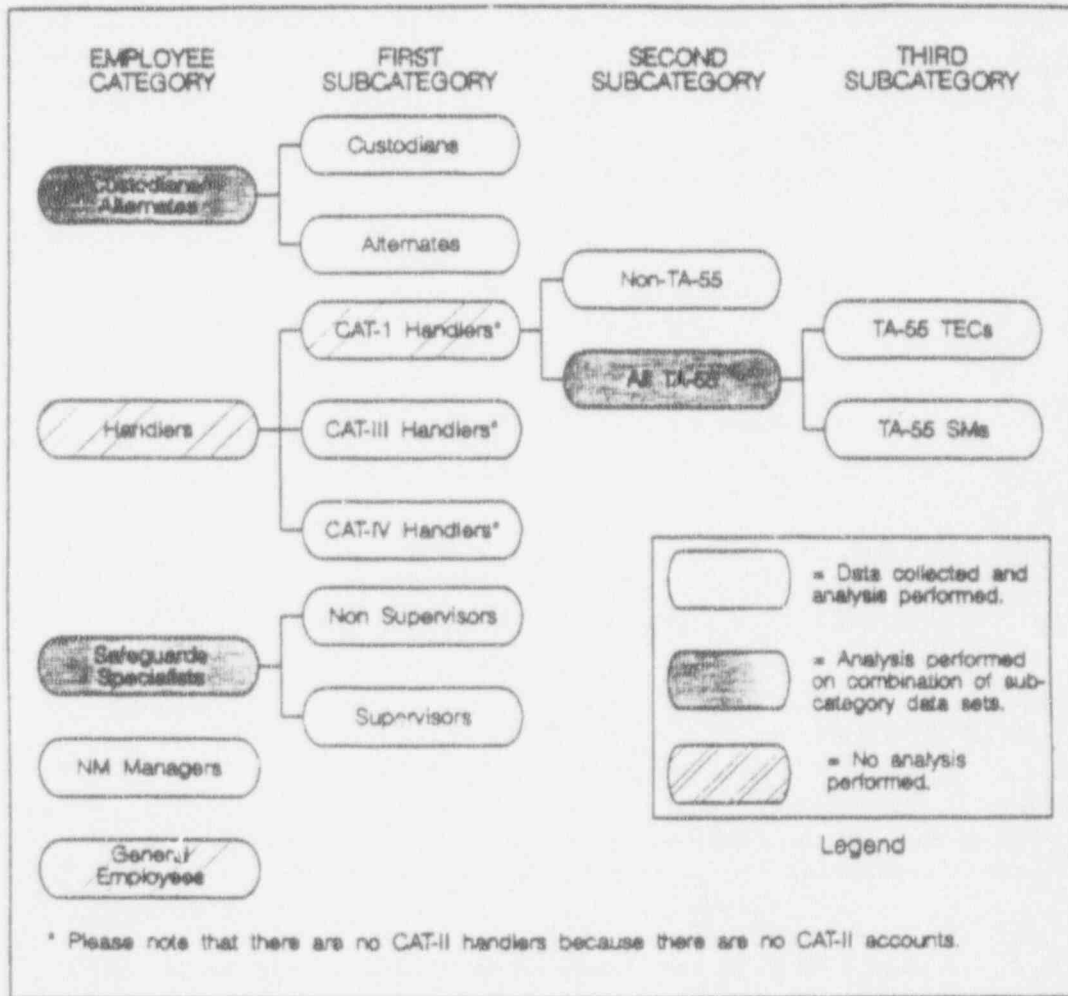 EMPLOYEE
CATEGORY
FIRST
SUBCATEGORY
SECOND
SUBCATEGORY
THIRD
SUBCATEGORY
Custodians/
Alternates
Custodians
Alternates
Handlers
CAT-1 Handlers*
CAT-III Handlers*
CAT-IV Handlers*
Non-TA-55
All TA-55
TA-55 TECs
TA-55 SMs
Safeguards
Specialists
Non Supervisors
Supervisors
NM Managers
General
Employees
= Data collected and
analysis performed.
= Analysis performed
on combination of sub-
category data sets.
= No analysis
performed.
Legend
* Please note that there are no CAT-II handlers because there are no CAT-II accounts.